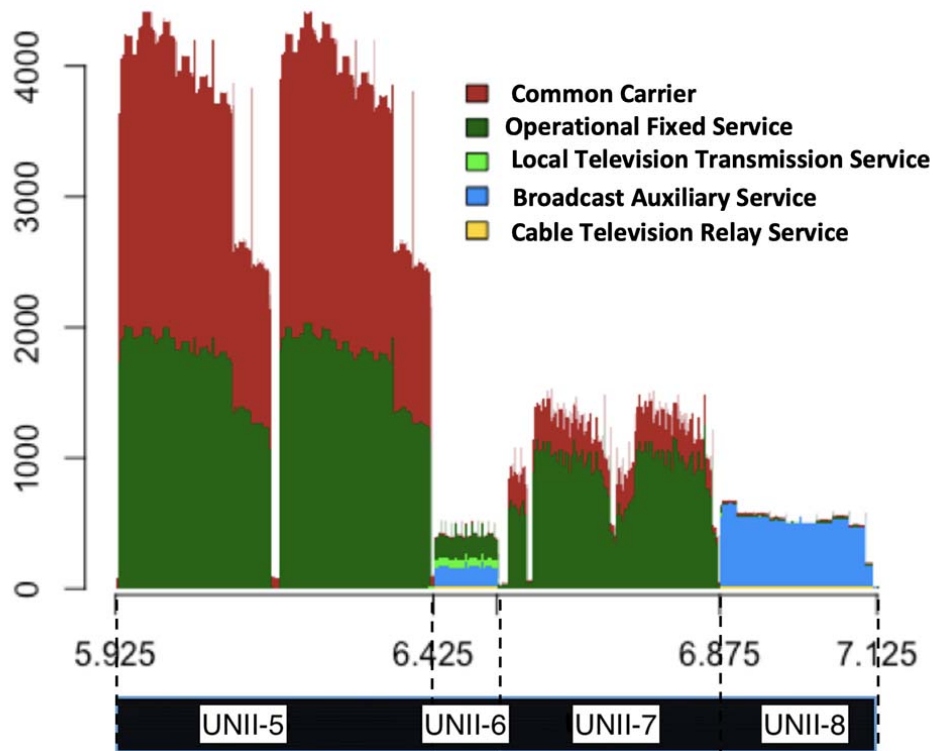 4000
3000
2000
1000
0
Common Carrier
Operational Fixed Service
Local Television Transmission Service
Broadcast Auxiliary Service
Cable Television Relay Service
5.925 6.425 6.875 7.125
UNII-5 UNII-6 UNII-7 UNII-8